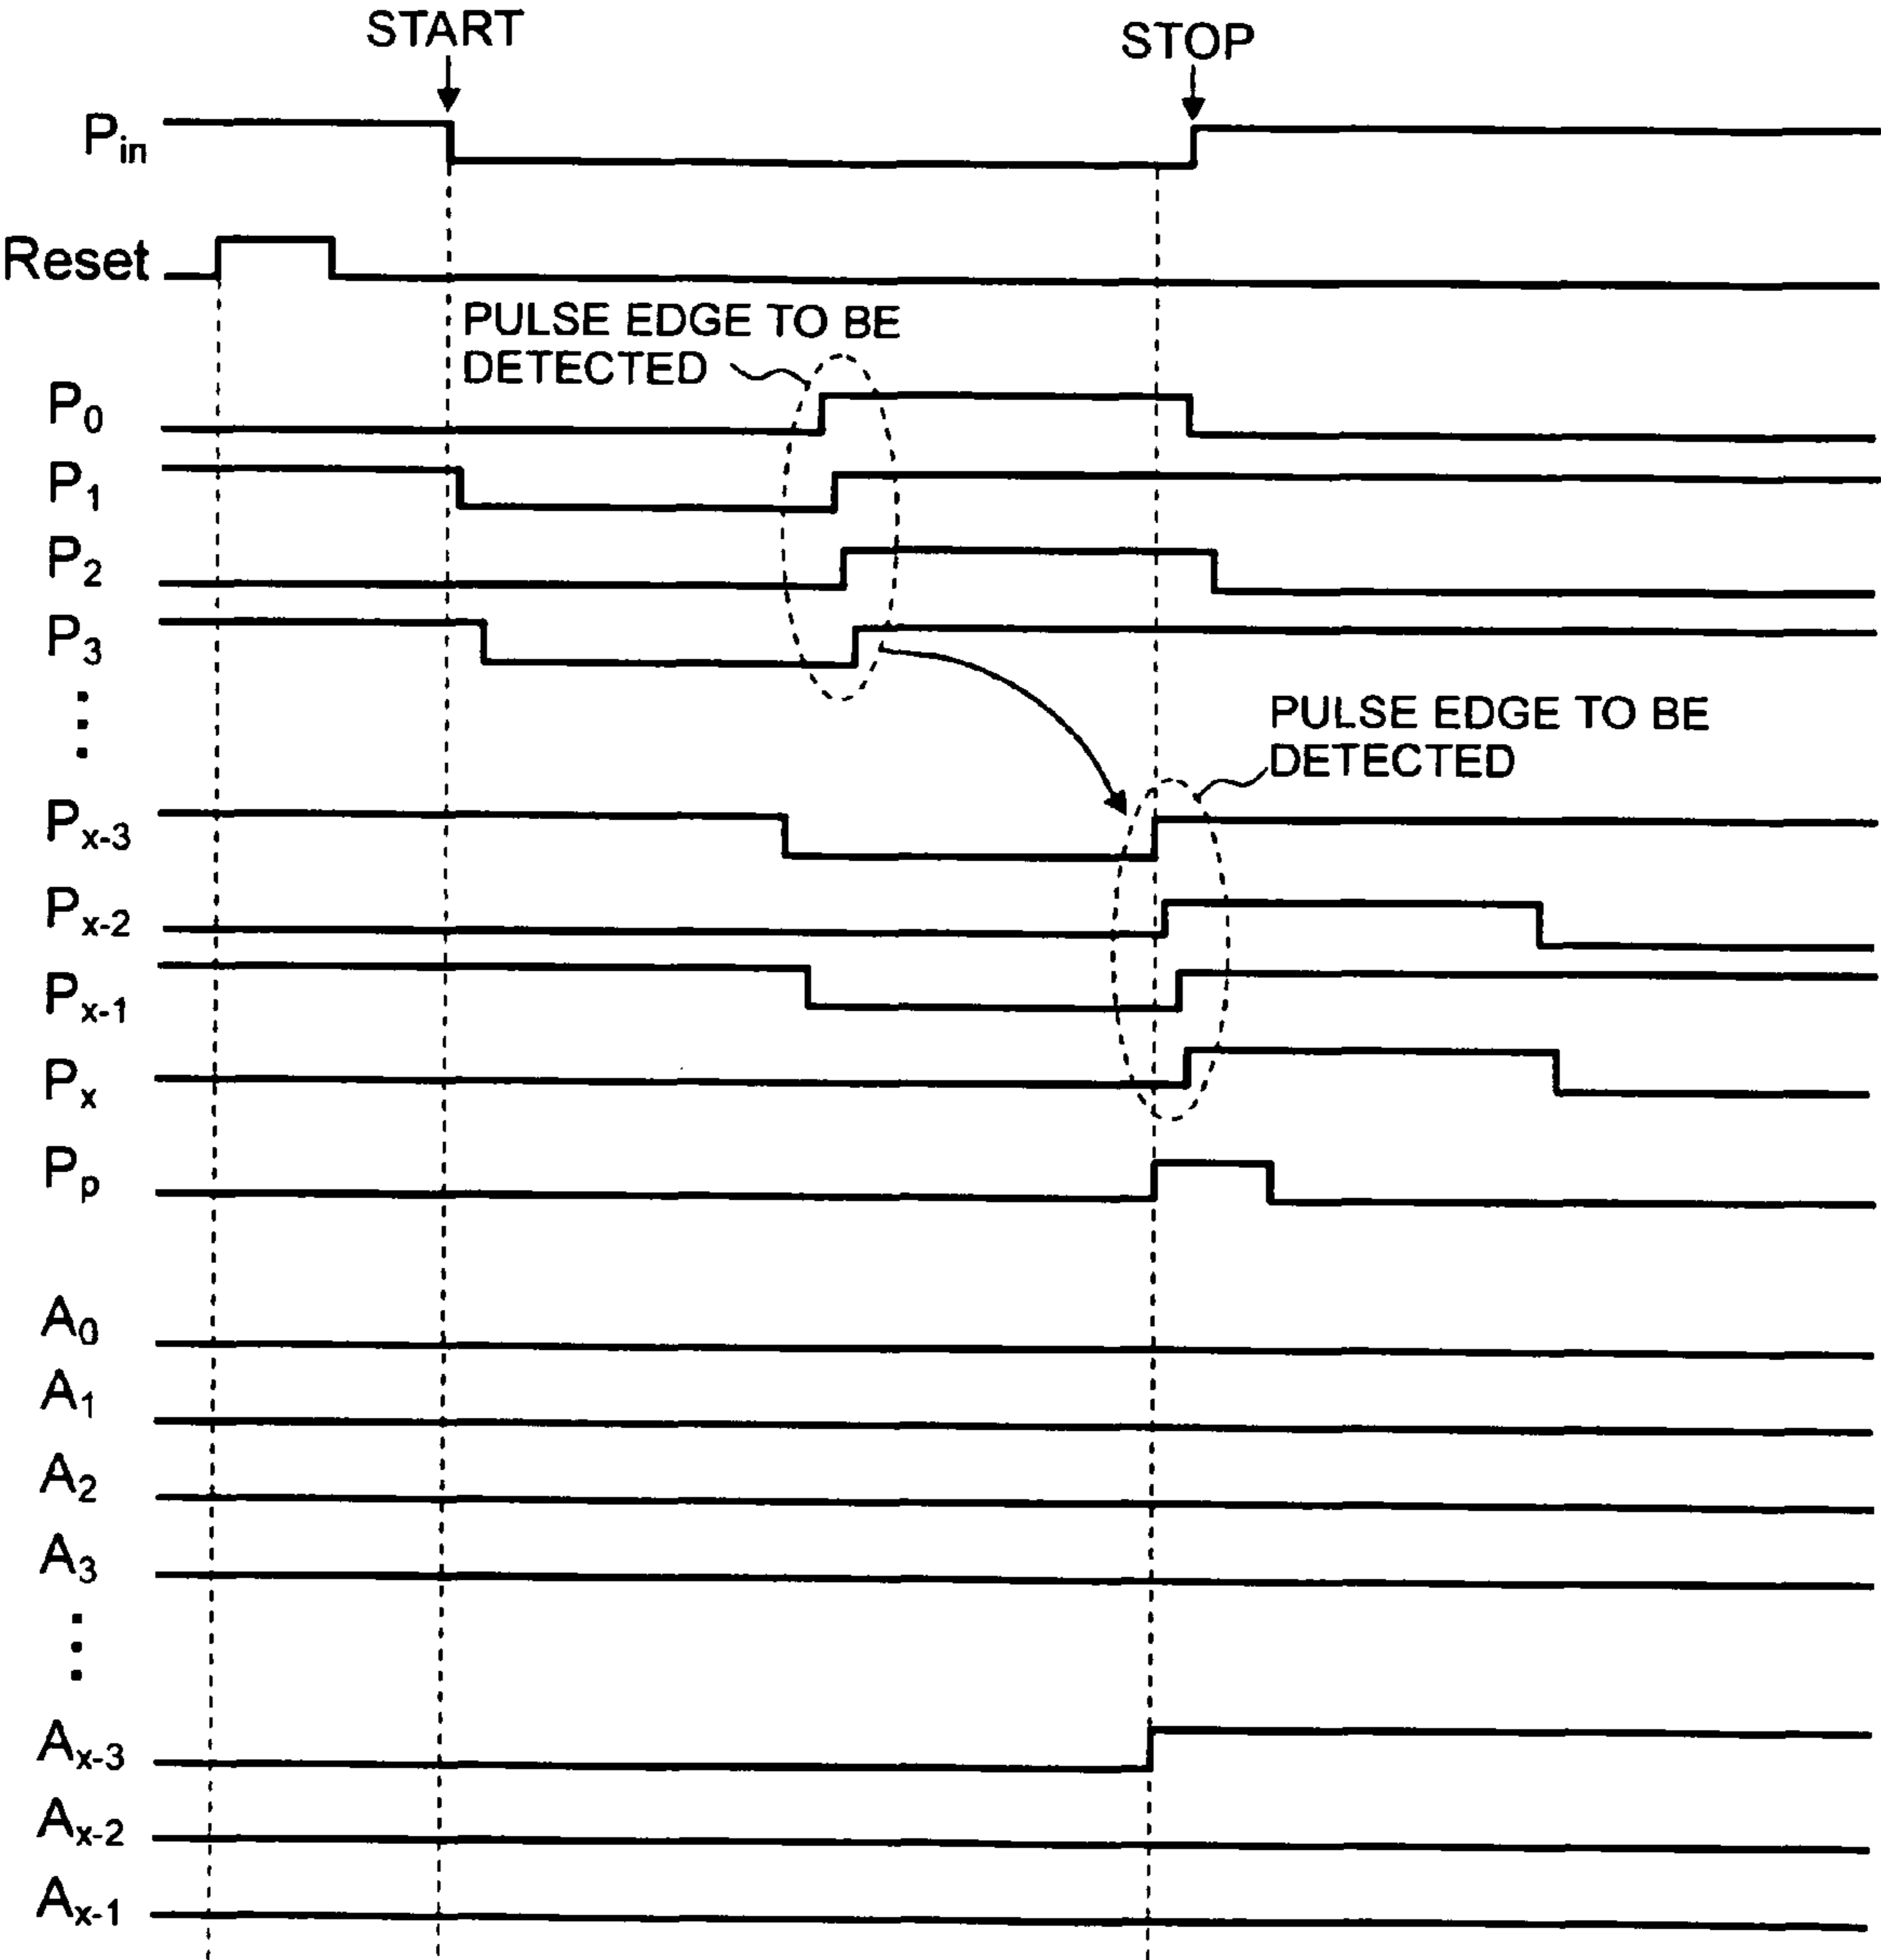 START
STOP
Pin
Reset
PULSE EDGE TO BE
DETECTED
P0
P1
P2
P3
PULSE EDGE TO BE
DETECTED
Px-3
Px-2
Px-1
Px
Pp
A0
A1
A2
A3
Ax-3
Ax-2
Ax-1